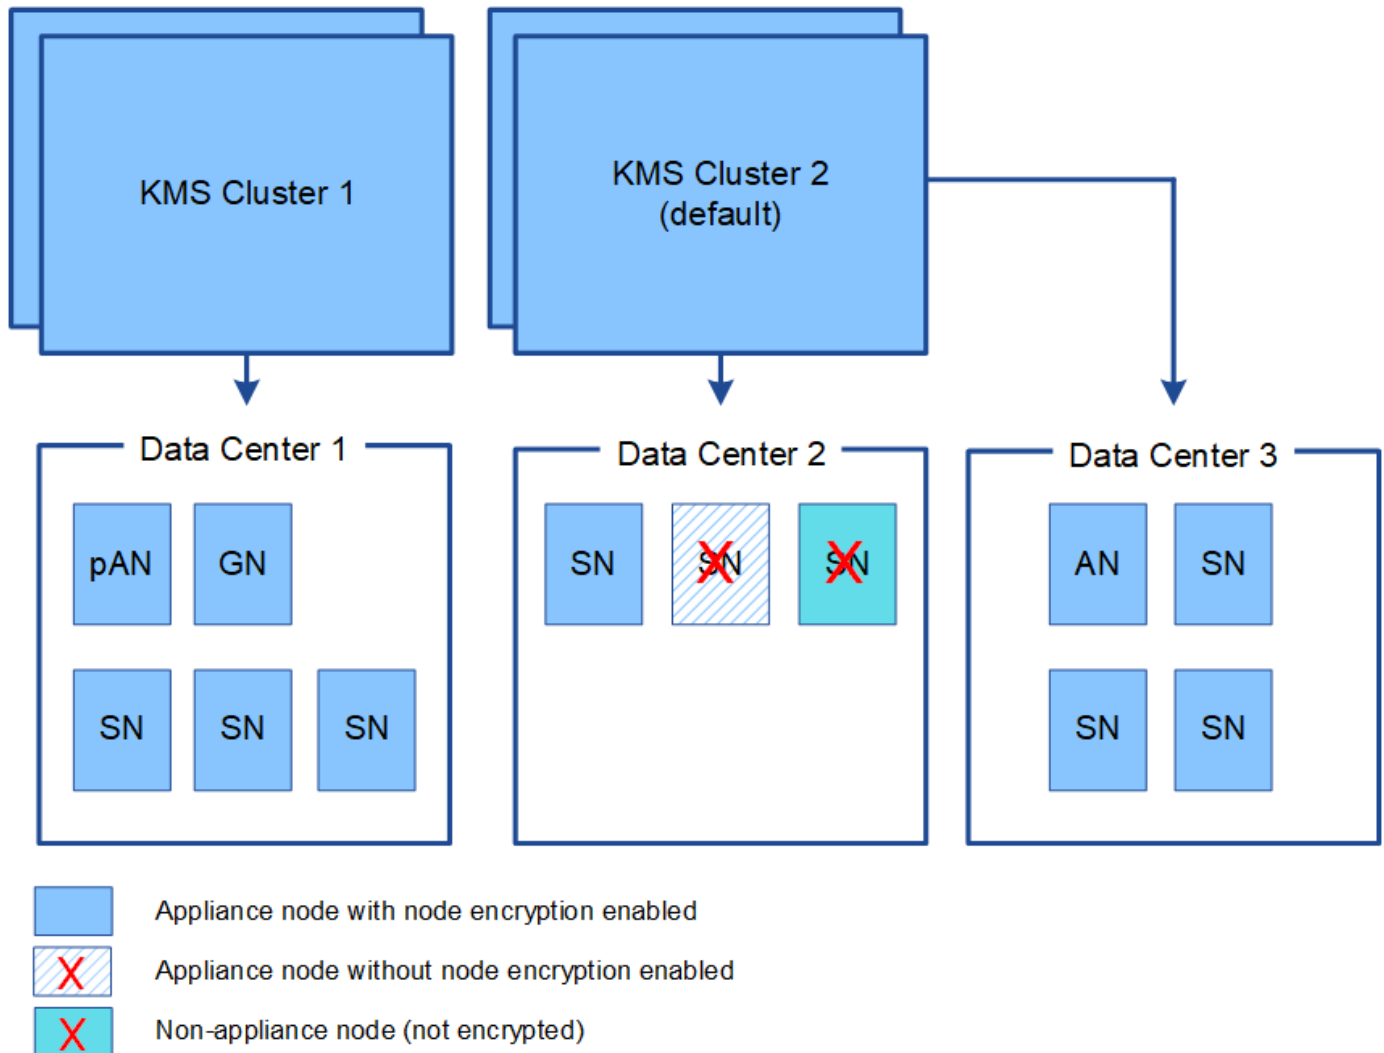 KMS Cluster 1
KMS Cluster 2
(default)
Data Center 1
pAN GN
SN SN SN
Data Center 2
SN SN SN
Data Center 3
AN SN
SN SN
Appliance node with node encryption enabled
X Appliance node without node encryption enabled
X Non-appliance node (not encrypted)